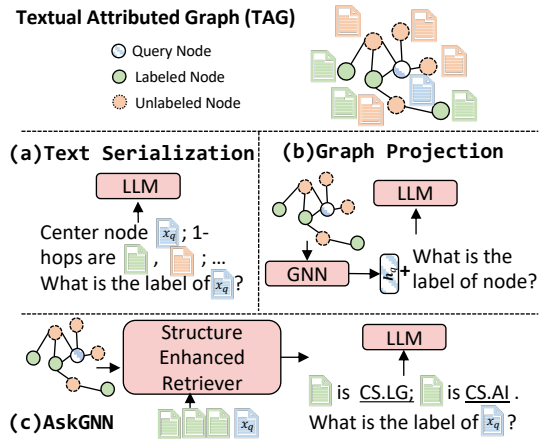 Textual Attributed Graph (TAG)
Query Node
Labeled Node
Unlabeled Node
(a)Text Serialization
LLM
Center node x_q ; 1-
hops are , ; …
What is the label of x_q ?
(b)Graph Projection
LLM
GNN
h_q +
What is the
label of node?
Structure
Enhanced
Retriever
x_q
LLM
is CS.LG; is CS.AI .
What is the label of x_q ?
(c)AskGNN